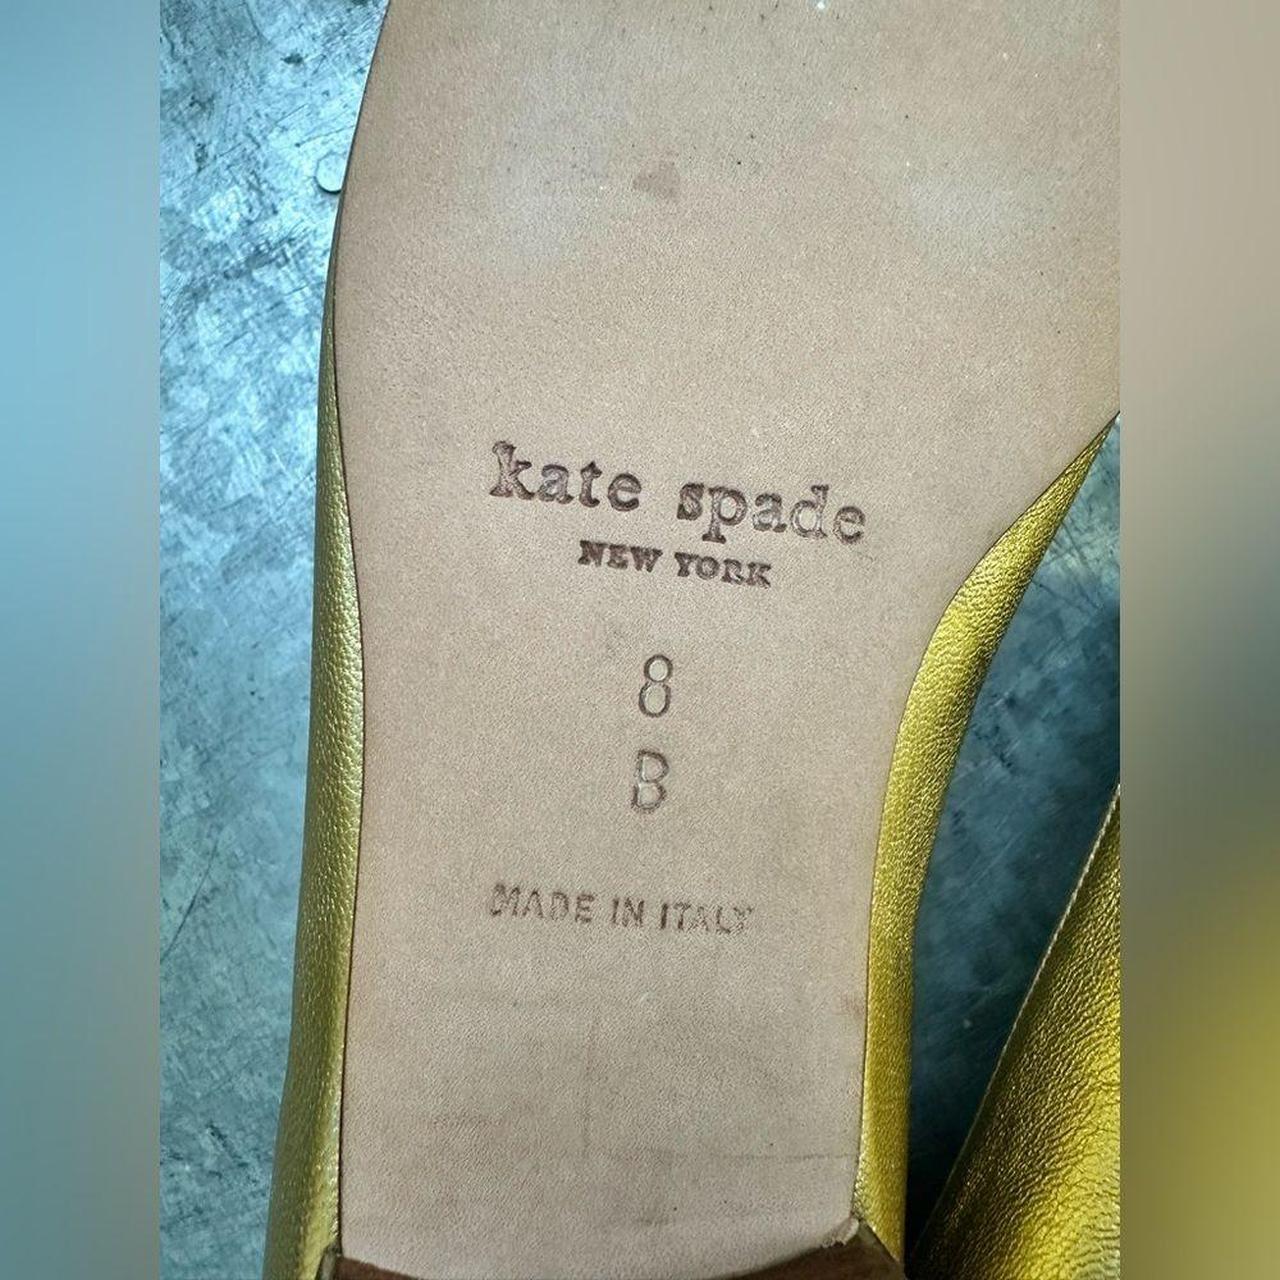 kate spade
NEW YORK
8
B
MADE IN ITALY